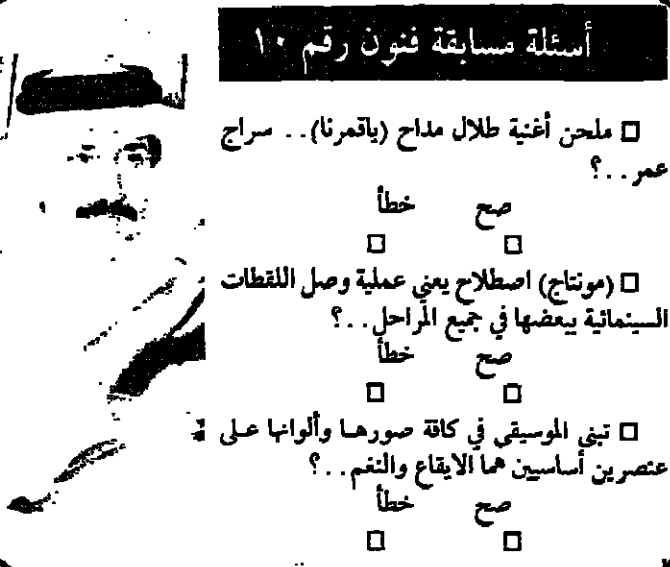 أسئلة مسابقة فنون رقم ١٠
□ ملحن أغنية طلال مداح (ياقمرنا).. سراج
عمر..؟
صح خطأ
□ □
□ (مونتاج) اصطلاح يعني عملية وصل اللقطات
السينمائية ببعضها في جميع المراحل..؟
صح خطأ
□ □
□ تبنى الموسيقى في كافة صورها وألوانها على
عنصرين أساسيين هما الايقاع والنغم..؟
صح خطأ
□ □